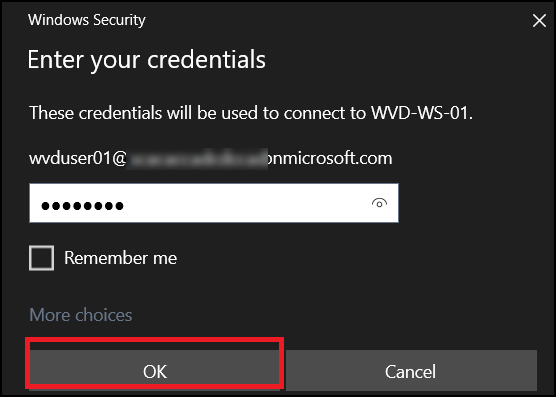 Windows Security
Enter your credentials
These credentials will be used to connect to WVD-WS-01.
wvduser01@ onmicrosoft.com
Remember me
More choices
OK
Cancel